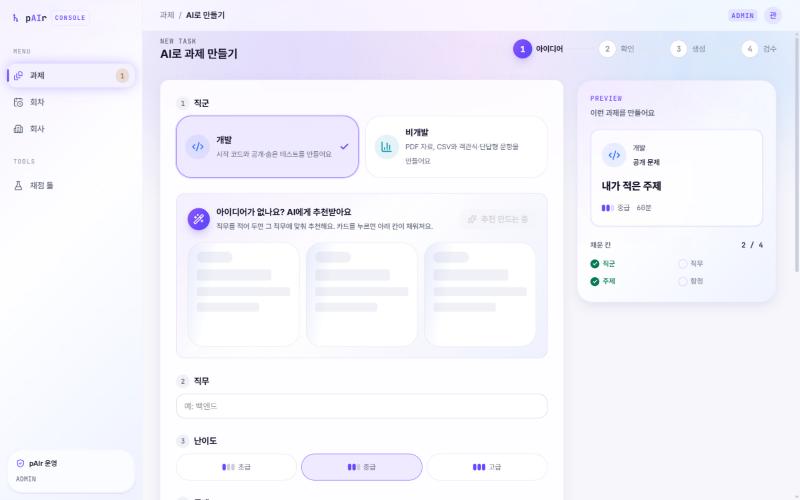 pAIr CONSOLE
과제 / AI로 만들기
ADMIN 관
MENU
과제 1
회차
회사
TOOLS
채점 툴
pAIr 운영
ADMIN
NEW TASK
AI로 과제 만들기
1 아이디어
2 확인
3 생성
4 검수
1 직군
개발
시작 코드와 공개·숨은 테스트를 만들어요
비개발
PDF 자료, CSV와 객관식·단답형 문항을
만들어요
아이디어가 없나요? AI에게 추천받아요
직무를 적어 두면 그 직무에 맞춰 추천해요. 카드를 누르면 아래 칸이 채워져요.
추천 만드는 중
2 직무
예: 백엔드
3 난이도
초급
중급
고급
PREVIEW
이런 과제를 만들어요
개발
공개 문제
내가 적은 주제
중급 60분
채운 칸 2 / 4
직군
직무
주제
함정